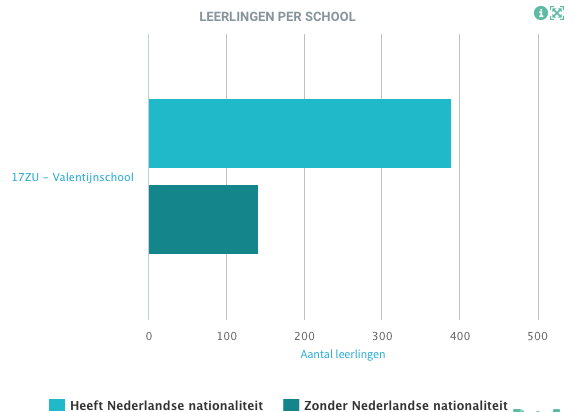 LEERLINGEN PER SCHOOL
17ZU – Valentijnschool
0 100 200 300 400 500
Aantal leerlingen
Heeft Nederlandse nationaliteit Zonder Nederlandse nationaliteit